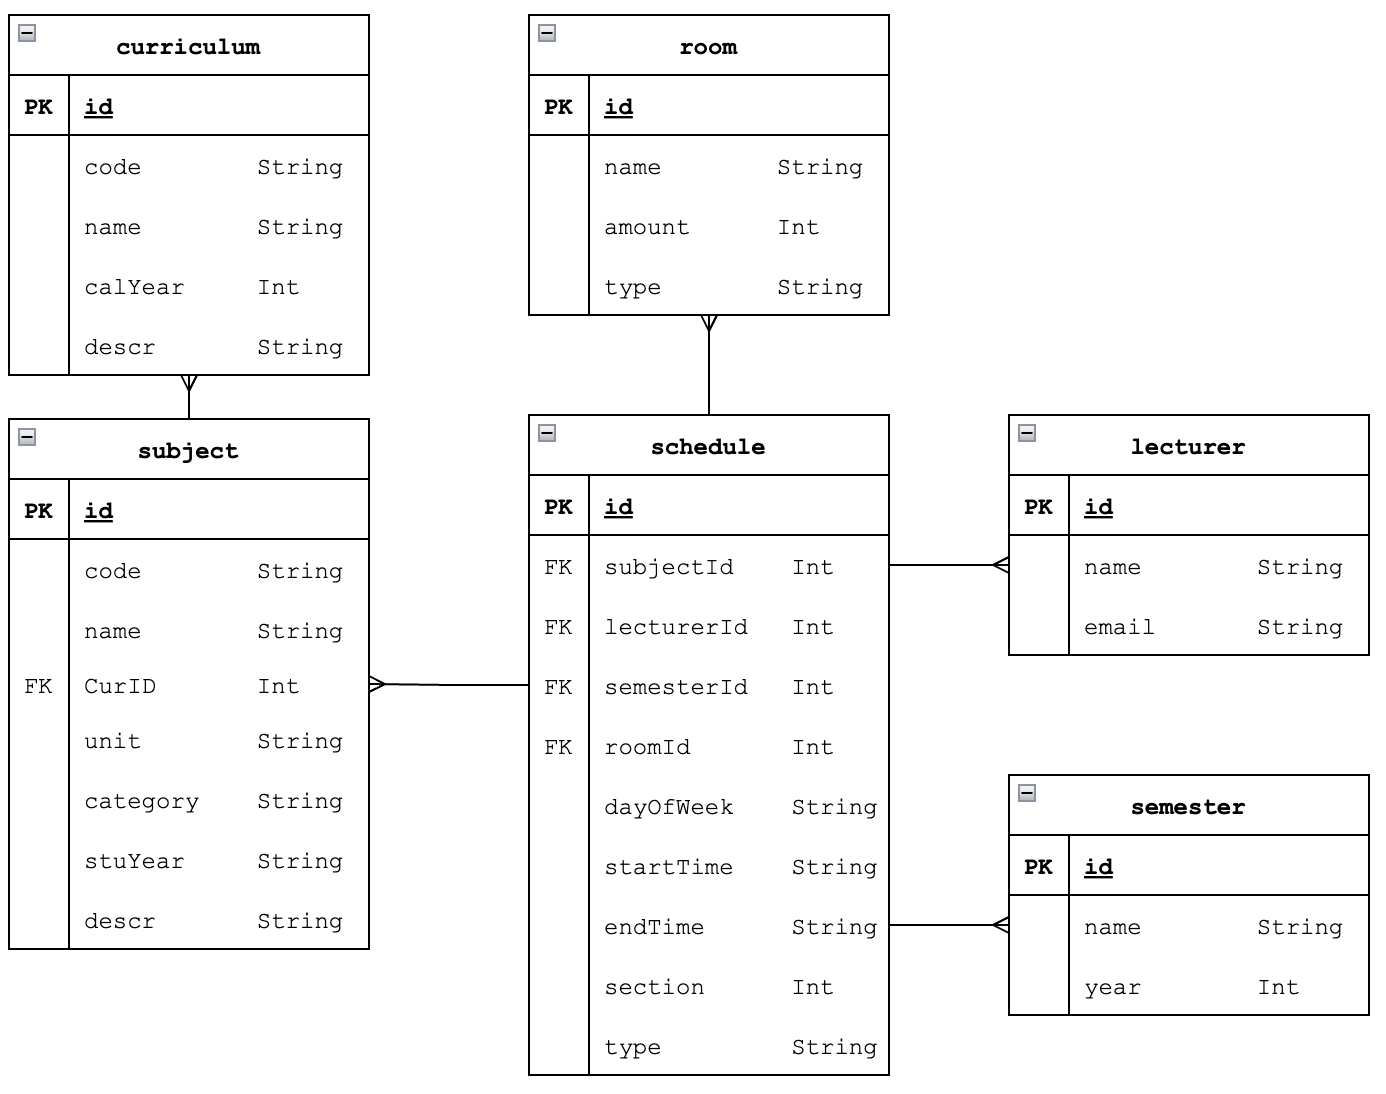 curriculum
PK id
code String
name String
calYear Int
descr String
room
PK id
name String
amount Int
type String
subject
PK id
code String
name String
FK CurID Int
unit String
category String
stuYear String
descr String
schedule
PK id
FK subjectId Int
FK lecturerId Int
FK semesterId Int
FK roomId Int
dayOfWeek String
startTime String
endTime String
section Int
type String
lecturer
PK id
name String
email String
semester
PK id
name String
year Int